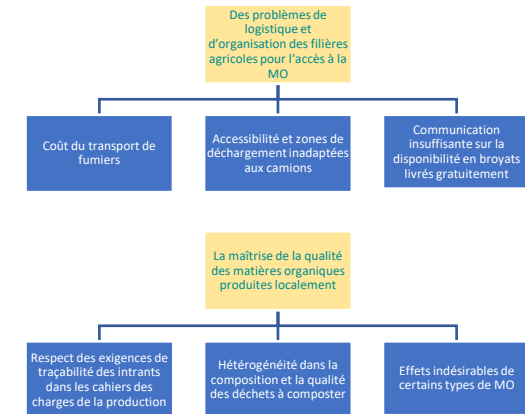 Des problèmes de
logistique et
d'organisation des filières
agricoles pour l'accès à la
MO
Coût du transport de
fumiers
Accessibilité et zones de
déchargement inadaptées
aux camions
Communication
insuffisante sur la
disponibilité en broyats
livrés gratuitement
La maîtrise de la qualité
des matières organiques
produites localement
Respect des exigences de
traçabilité des intrants
dans les cahiers des
charges de la production
Hétérogénéité dans la
composition et la qualité
des déchets à composter
Effets indésirables de
certains types de MO